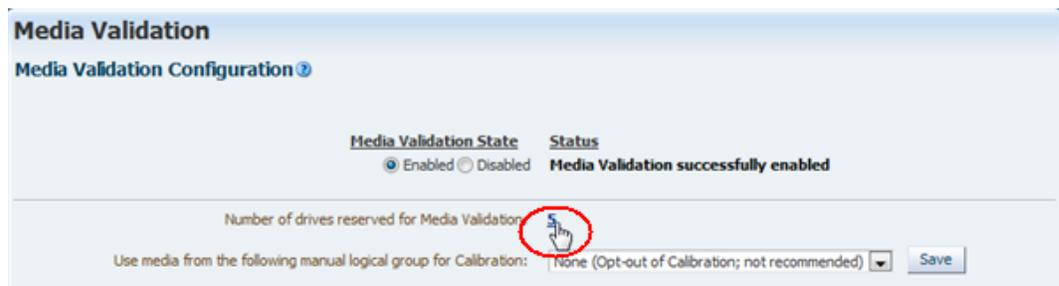 Media Validation
Media Validation Configuration
Media Validation State Status
Enabled Disabled Media Validation successfully enabled
Number of drives reserved for Media Validation: 5
Use media from the following manual logical group for Calibration: None (Opt-out of Calibration; not recommended) Save